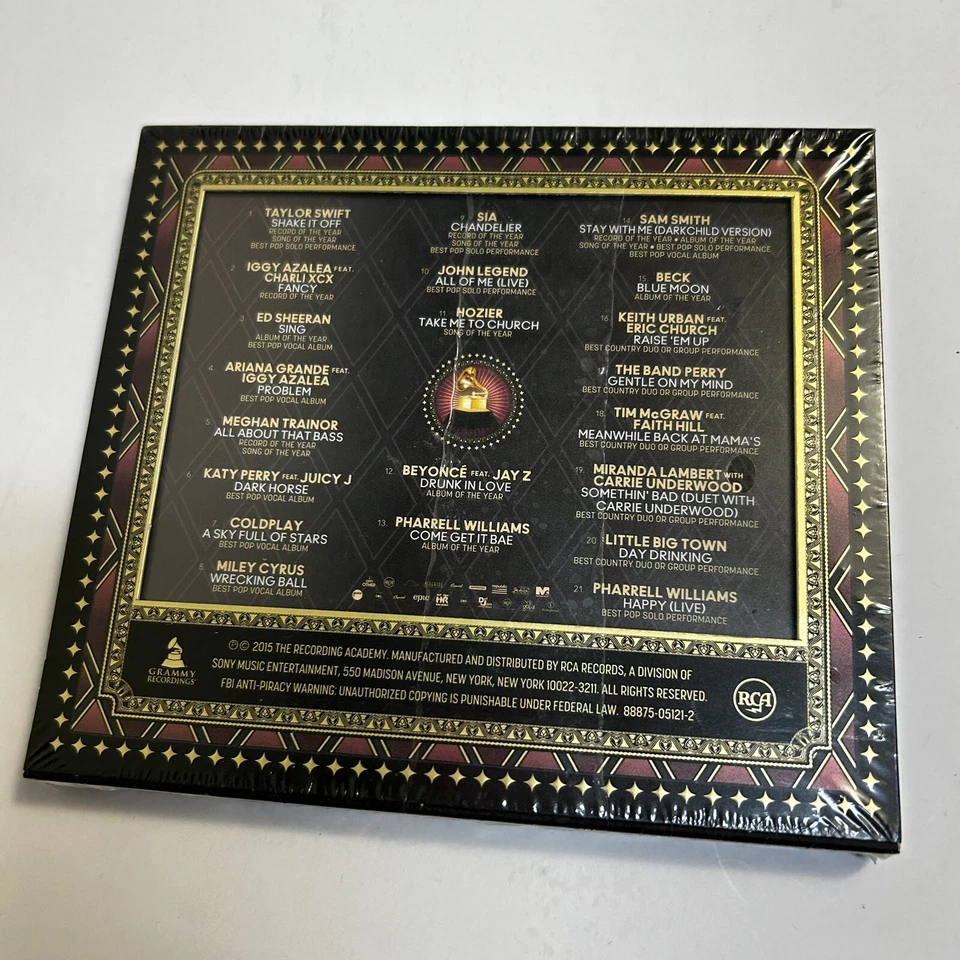 1. TAYLOR SWIFT
SHAKE IT OFF
RECORD OF THE YEAR
SONG OF THE YEAR
BEST POP SOLO PERFORMANCE
2. IGGY AZALEA FEAT.
CHARLI XCX
FANCY
RECORD OF THE YEAR
3. ED SHEERAN
SING
ALBUM OF THE YEAR
BEST POP VOCAL ALBUM
4. ARIANA GRANDE FEAT.
IGGY AZALEA
PROBLEM
BEST POP VOCAL ALBUM
5. MEGHAN TRAINOR
ALL ABOUT THAT BASS
RECORD OF THE YEAR
SONG OF THE YEAR
6. KATY PERRY FEAT. JUICY J
DARK HORSE
BEST POP VOCAL ALBUM
7. COLDPLAY
A SKY FULL OF STARS
BEST POP VOCAL ALBUM
8. MILEY CYRUS
WRECKING BALL
BEST POP VOCAL ALBUM
9. SIA
CHANDELIER
RECORD OF THE YEAR
SONG OF THE YEAR
BEST POP SOLO PERFORMANCE
10. JOHN LEGEND
ALL OF ME (LIVE)
BEST POP SOLO PERFORMANCE
11. HOZIER
TAKE ME TO CHURCH
SONG OF THE YEAR
12. BEYONCÉ FEAT. JAY Z
DRUNK IN LOVE
ALBUM OF THE YEAR
13. PHARRELL WILLIAMS
COME GET IT BAE
ALBUM OF THE YEAR
14. SAM SMITH
STAY WITH ME (DARKCHILD VERSION)
RECORD OF THE YEAR • ALBUM OF THE YEAR
SONG OF THE YEAR • BEST POP SOLO PERFORMANCE
BEST POP VOCAL ALBUM
15. BECK
BLUE MOON
ALBUM OF THE YEAR
16. KEITH URBAN FEAT.
ERIC CHURCH
RAISE 'EM UP
BEST COUNTRY DUO OR GROUP PERFORMANCE
THE BAND PERRY
GENTLE ON MY MIND
BEST COUNTRY DUO OR GROUP PERFORMANCE
18. TIM McGRAW FEAT.
FAITH HILL
MEANWHILE BACK AT MAMA'S
BEST COUNTRY DUO OR GROUP PERFORMANCE
19. MIRANDA LAMBERT WITH
CARRIE UNDERWOOD
SOMETHIN' BAD (DUET WITH
CARRIE UNDERWOOD)
BEST COUNTRY DUO OR GROUP PERFORMANCE
20. LITTLE BIG TOWN
DAY DRINKING
BEST COUNTRY DUO OR GROUP PERFORMANCE
21. PHARRELL WILLIAMS
HAPPY (LIVE)
BEST POP SOLO PERFORMANCE
epic
HR
Def
M
GRAMMY
RECORDINGS
℗© 2015 THE RECORDING ACADEMY. MANUFACTURED AND DISTRIBUTED BY RCA RECORDS, A DIVISION OF
SONY MUSIC ENTERTAINMENT, 550 MADISON AVENUE, NEW YORK, NEW YORK 10022-3211. ALL RIGHTS RESERVED.
FBI ANTI-PIRACY WARNING: UNAUTHORIZED COPYING IS PUNISHABLE UNDER FEDERAL LAW. 88875-05121-2
RCA